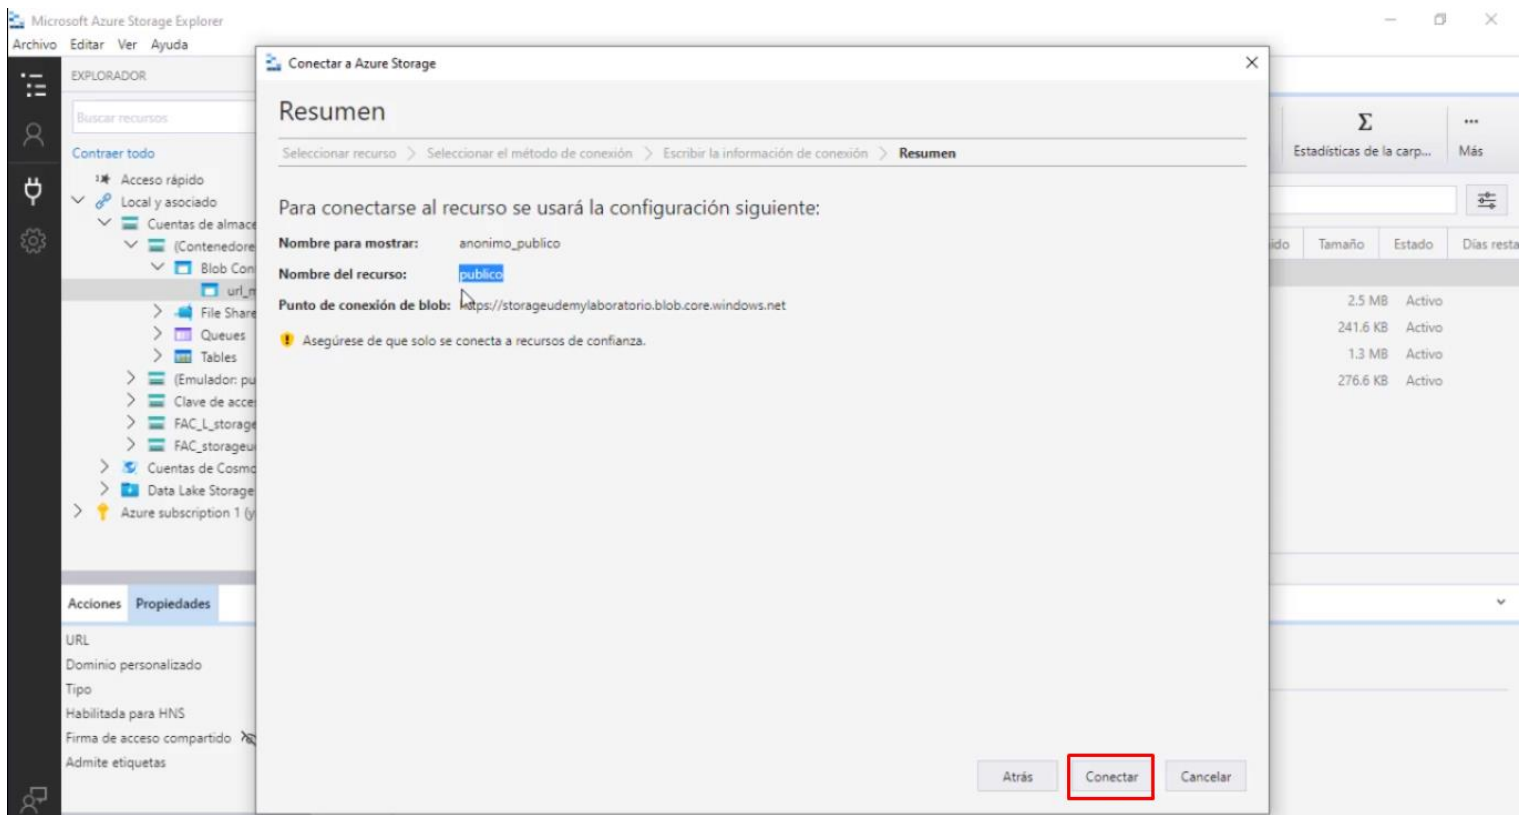 Microsoft Azure Storage Explorer
Archivo Editar Ver Ayuda
EXPLORADOR
Buscar recursos
Contraer todo
Acceso rápido
Local y asociado
Cuentas de almace
(Contenedore
Blob Con
url_m
File Share
Queues
Tables
(Emulador: pu
Clave de acce
FAC_L_storage
FAC_storageu
Cuentas de Cosmo
Data Lake Storage
Azure subscription 1 (y
Acciones Propiedades
URL
Dominio personalizado
Tipo
Habilitada para HNS
Firma de acceso compartido
Admite etiquetas
Conectar a Azure Storage
Resumen
Seleccionar recurso > Seleccionar el método de conexión > Escribir la información de conexión > Resumen
Para conectarse al recurso se usará la configuración siguiente:
Nombre para mostrar: anonimo_publico
Nombre del recurso: publico
Punto de conexión de blob: https://storageudemylaboratorio.blob.core.windows.net
Asegúrese de que solo se conecta a recursos de confianza.
Atrás Conectar Cancelar
Σ ...
Estadísticas de la carp... Más
ido Tamaño Estado Días resta
2.5 MB Activo
241.6 KB Activo
1.3 MB Activo
276.6 KB Activo